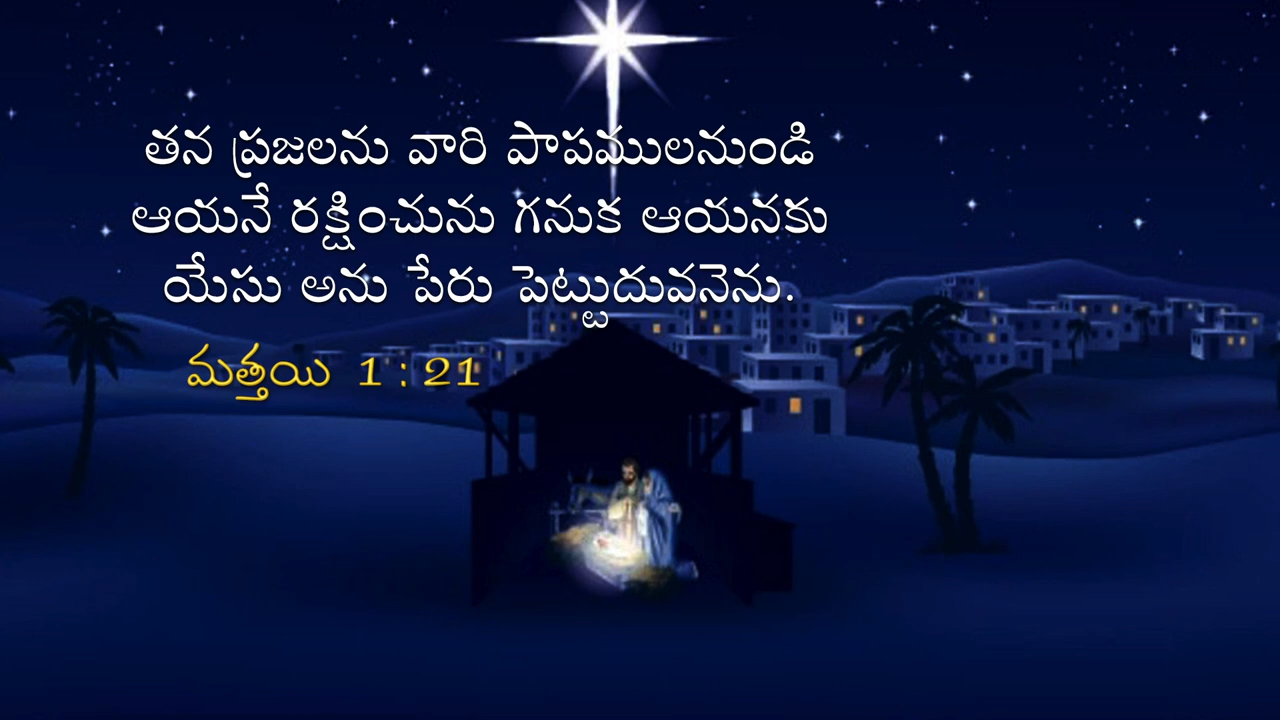 తన ప్రజలను వారి పాపములనుండి
ఆయనే రక్షించును గనుక ఆయనకు
యేసు అను పేరు పెట్టుదువనెను.
మత్తయి 1 : 21